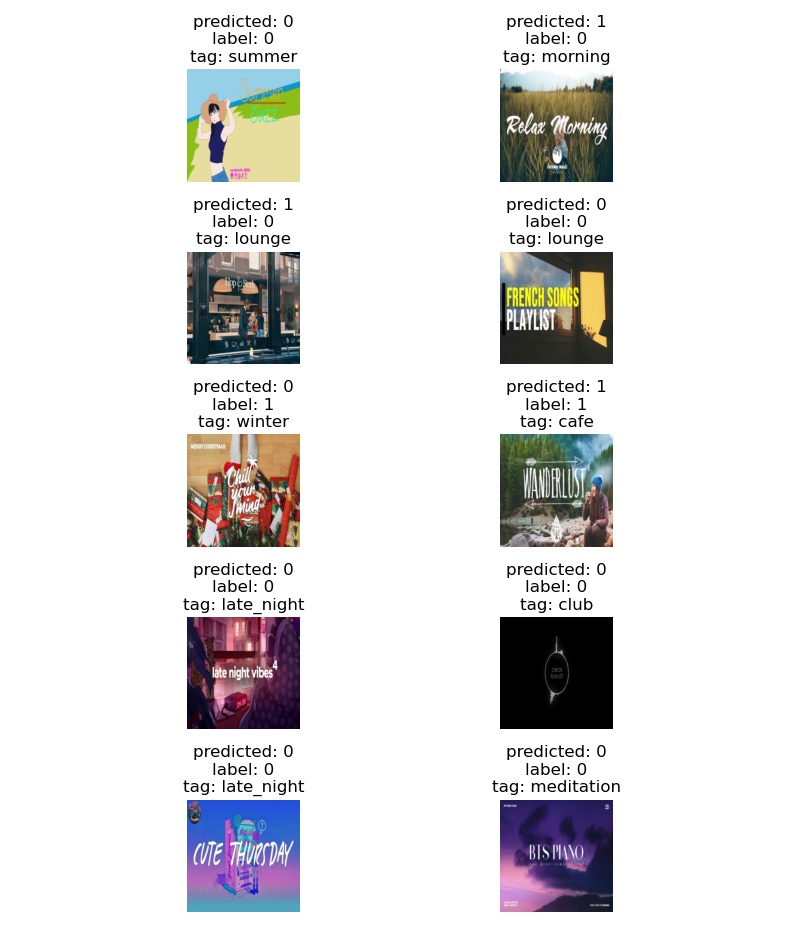 predicted: 0
label: 0
tag: summer
Summer
Jazz
predicted: 1
label: 0
tag: morning
Relax Morning
predicted: 1
label: 0
tag: lounge
predicted: 0
label: 0
tag: lounge
FRENCH SONGS
PLAYLIST
predicted: 0
label: 1
tag: winter
MERRY CHRISTMAS
Chill
your
mind
predicted: 1
label: 1
tag: cafe
WANDERLUST
predicted: 0
label: 0
tag: late_night
late night vibes 4
predicted: 0
label: 0
tag: club
predicted: 0
label: 0
tag: late_night
CUTE THURSDAY
predicted: 0
label: 0
tag: meditation
BTS PIANO